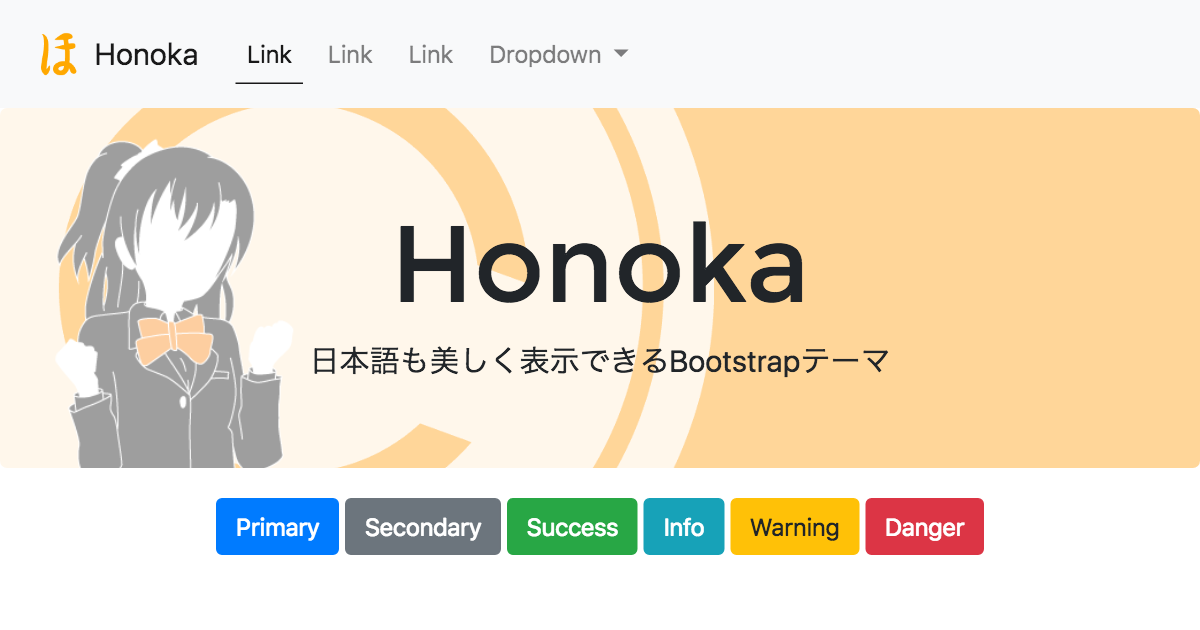 ほ Honoka Link Link Link Dropdown
Honoka
日本語も美しく表示できるBootstrapテーマ
Primary Secondary Success Info Warning Danger